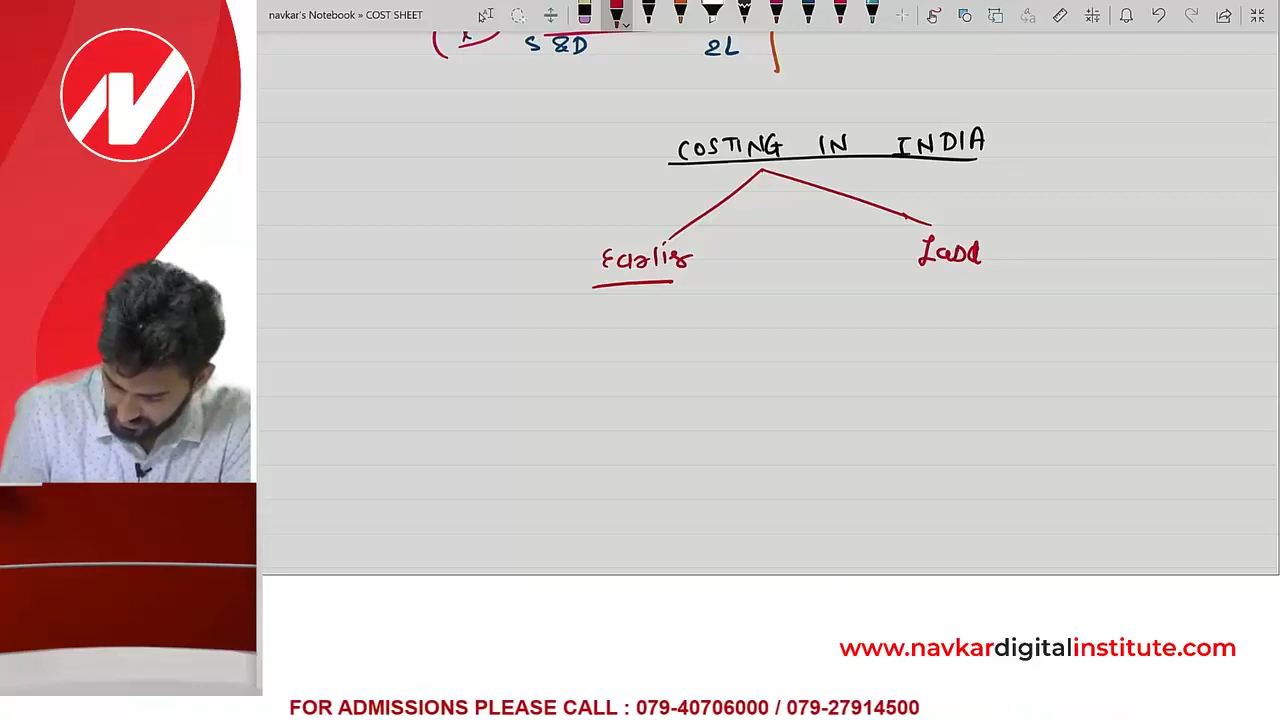 navkar's Notebook » COST SHEET
S &D 2L
COSTING IN INDIA
Earlier
www.navkardigitalinstitute.com
FOR ADMISSIONS PLEASE CALL : 079-40706000 / 079-27914500